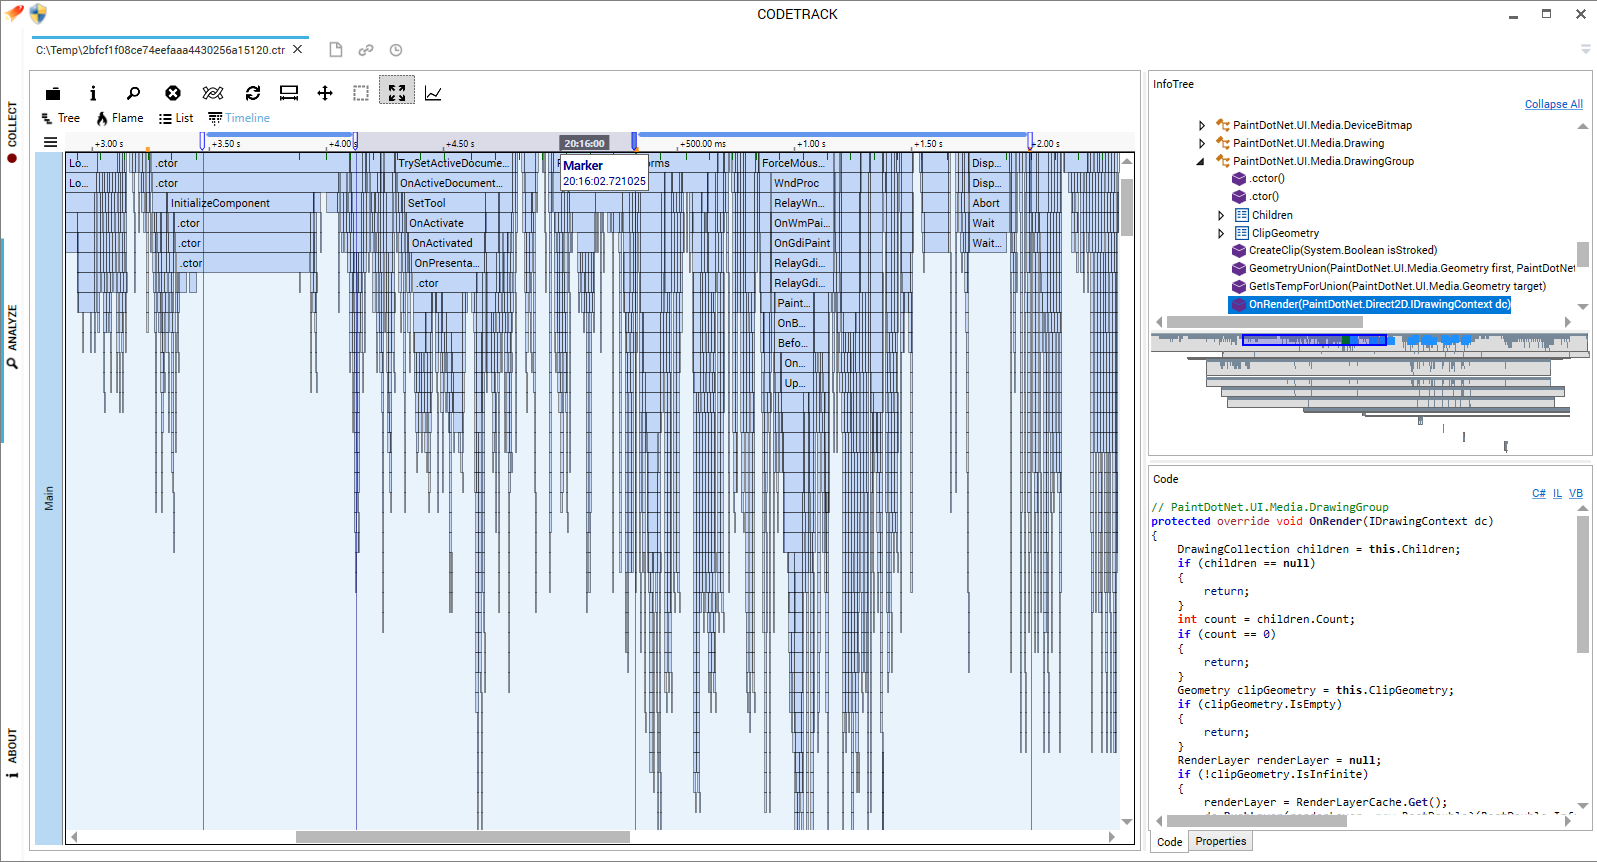 CODETRACK
C:\Temp\2bfcf1f08ce74eefaaa4430256a15120.ctr
COLLECT
ANALYZE
ABOUT
Tree Flame List Timeline
+3.00 s +3.50 s +4.00 s +4.50 s 20:16:00 +500.00 ms +1.00 s +1.50 s +2.00 s
Marker
20:16:02.721025
Main
Lo... .ctor TrySetActiveDocume... orms ForceMous... Disp...
Lo... .ctor OnActiveDocument... WndProc Disp...
InitializeComponent SetTool RelayWn... Abort
.ctor OnActivate OnWmPai... Wait
.ctor OnActivated OnGdiPaint Wait...
.ctor OnPresenta... RelayGdi...
.ctor RelayGdi...
Paint...
OnB...
Befo...
On...
Up...
InfoTree
Collapse All
PaintDotNet.UI.Media.DeviceBitmap
PaintDotNet.UI.Media.Drawing
PaintDotNet.UI.Media.DrawingGroup
.cctor()
.ctor()
Children
ClipGeometry
CreateClip(System.Boolean isStroked)
GeometryUnion(PaintDotNet.UI.Media.Geometry first, PaintDotNet
GetIsTempForUnion(PaintDotNet.UI.Media.Geometry target)
OnRender(PaintDotNet.Direct2D.IDrawingContext dc)
Code
C# IL VB
// PaintDotNet.UI.Media.DrawingGroup
protected override void OnRender(IDrawingContext dc)
{
DrawingCollection children = this.Children;
if (children == null)
{
return;
}
int count = children.Count;
if (count == 0)
{
return;
}
Geometry clipGeometry = this.ClipGeometry;
if (clipGeometry.IsEmpty)
{
return;
}
RenderLayer renderLayer = null;
if (!clipGeometry.IsInfinite)
{
renderLayer = RenderLayerCache.Get();
Code Properties